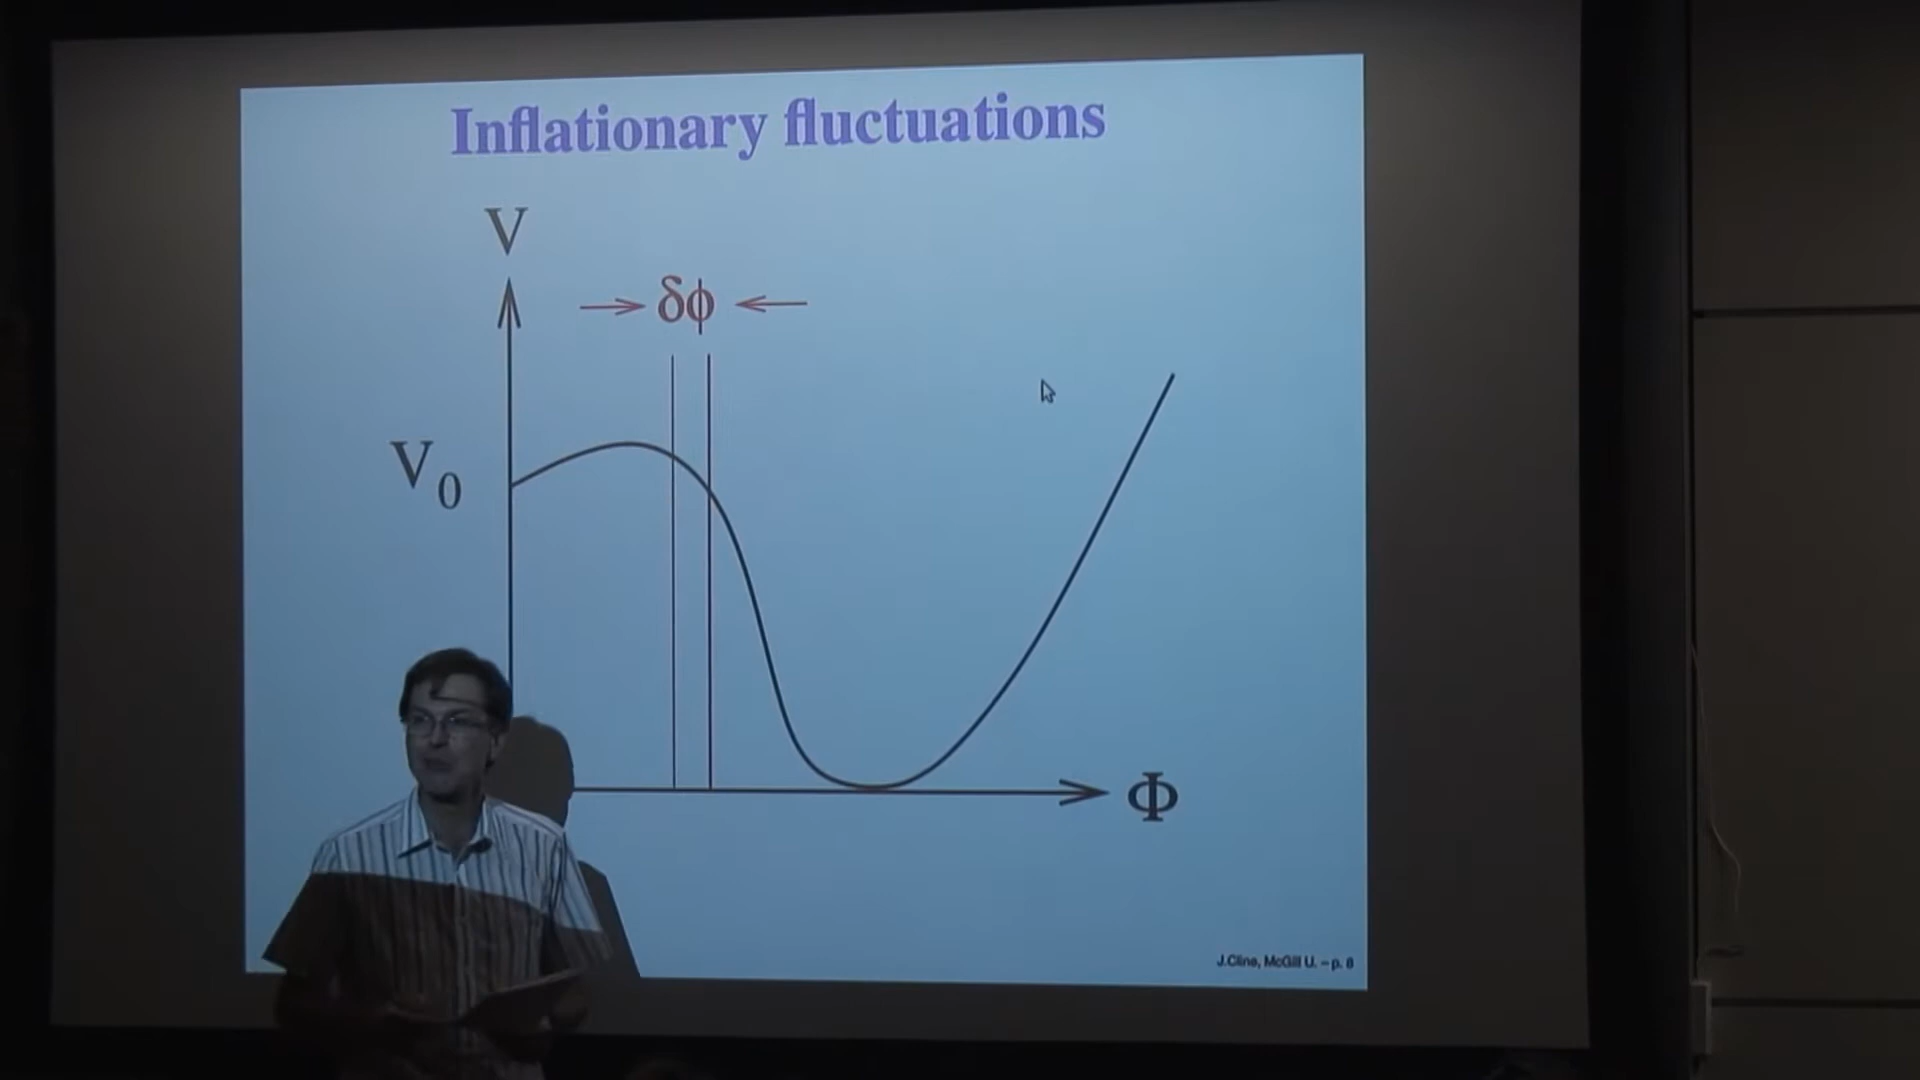 Inflationary fluctuations
V
δϕ
V₀
Φ
J.Cline, McGill U. – p. 8